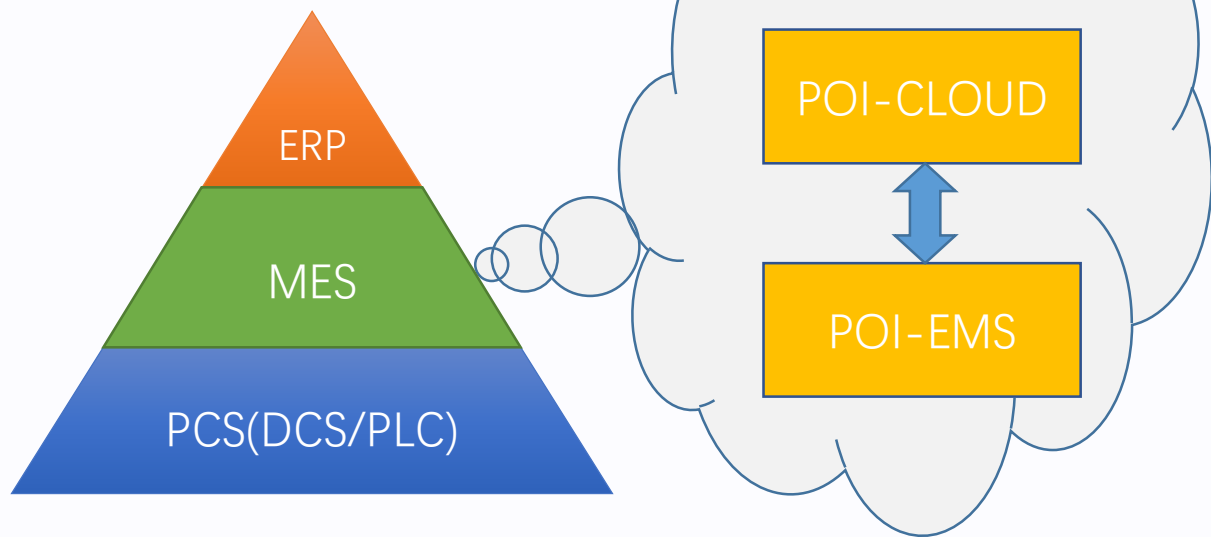 ERP
MES
PCS(DCS/PLC)
POI-CLOUD
POI-EMS